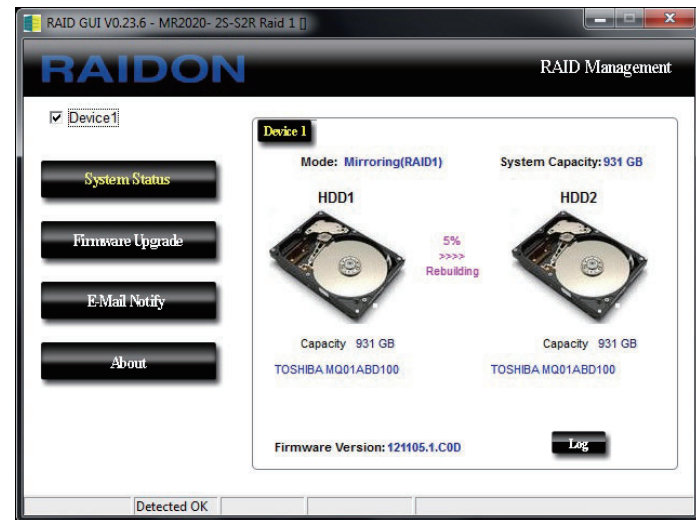 RAID GUI V0.23.6 - MR2020- 2S-S2R Raid 1 []
RAIDON
RAID Management
Device1
System Status
Firmware Upgrade
E-Mail Notify
About
Device 1
Mode: Mirroring(RAID1) System Capacity: 931 GB
HDD1 HDD2
5%
>>>>
Rebuilding
Capacity 931 GB Capacity 931 GB
TOSHIBA MQ01ABD100 TOSHIBA MQ01ABD100
Firmware Version: 121105.1.C0D Log
Detected OK